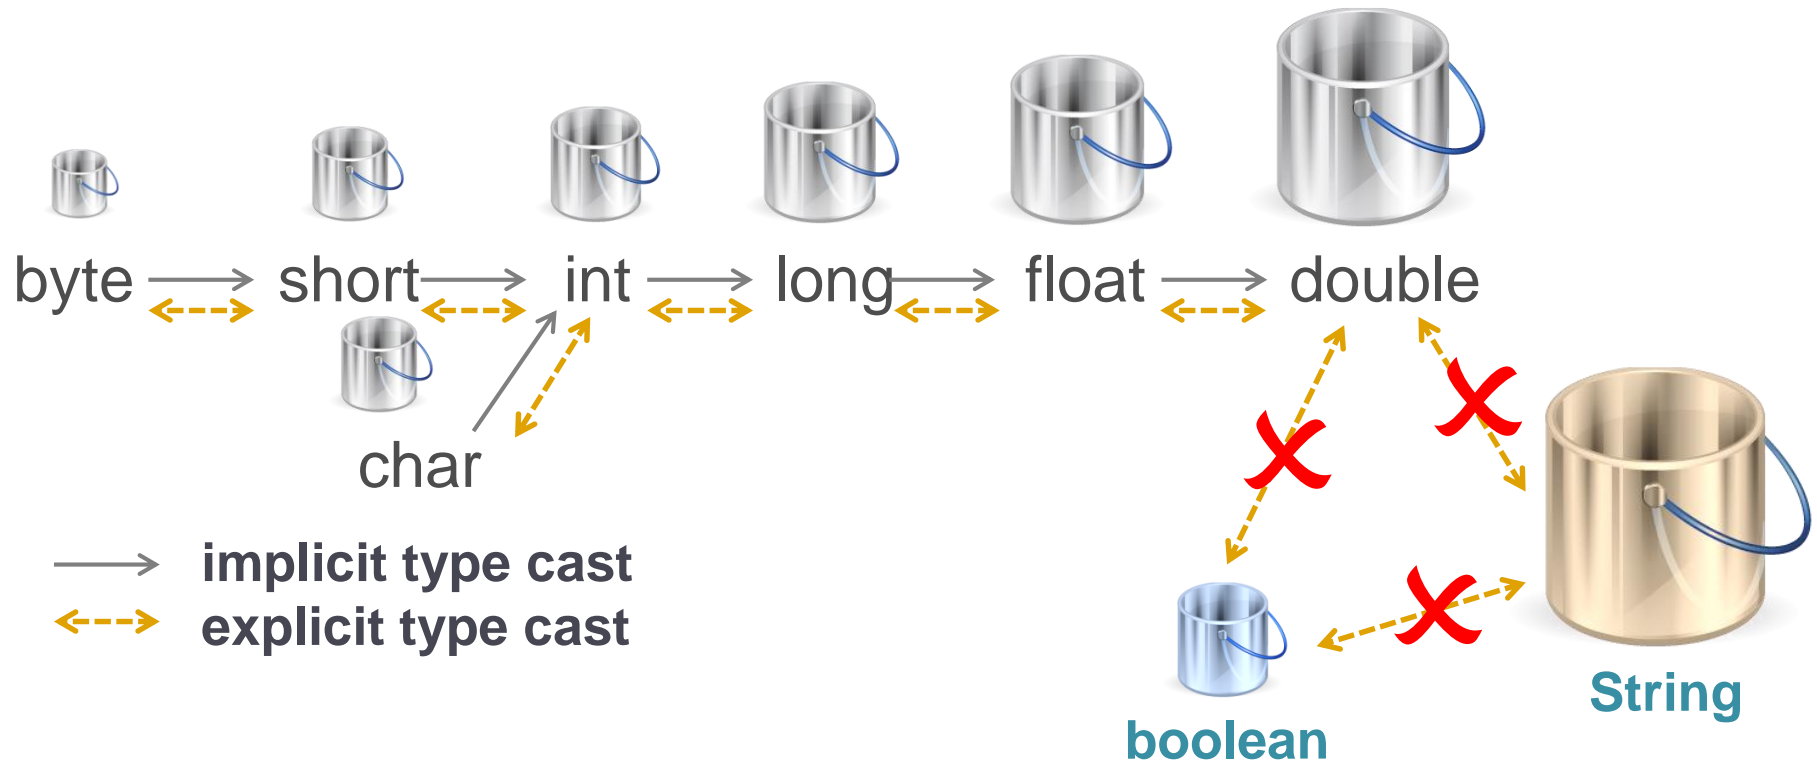 byte short int long float double
char
implicit type cast
explicit type cast
String
boolean